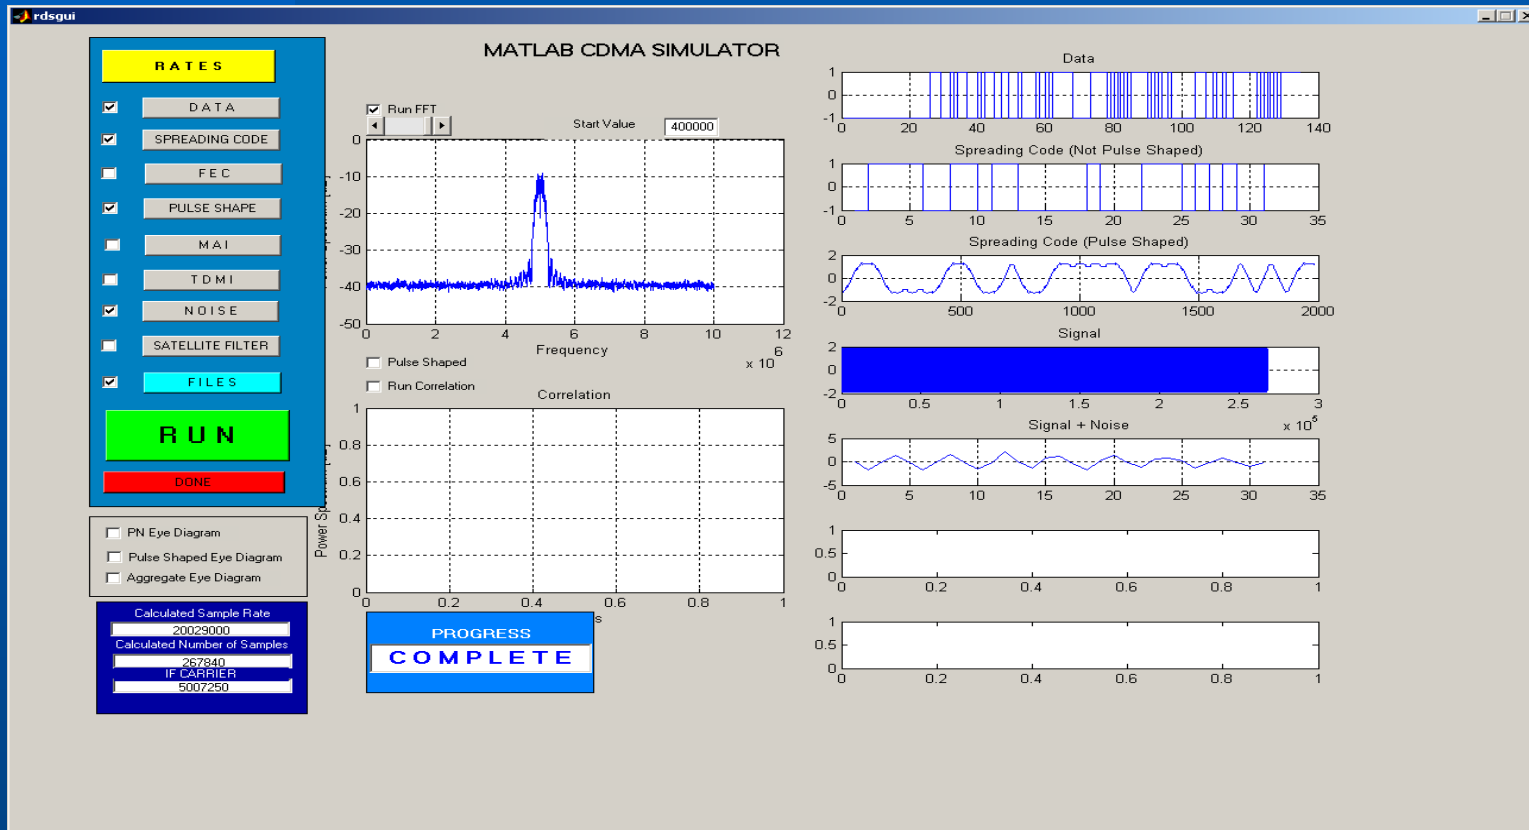 rdsgui
MATLAB CDMA SIMULATOR
RATES
DATA
SPREADING CODE
FEC
PULSE SHAPE
MAI
TDMI
NOISE
SATELLITE FILTER
FILES
RUN
DONE
PN Eye Diagram
Pulse Shaped Eye Diagram
Aggregate Eye Diagram
Calculated Sample Rate
20029000
Calculated Number of Samples
267840
IF CARRIER
5007250
Run FFT
Start Value 400000
0
-10
-20
-30
-40
-50
0 2 4 6 8 10 12
Frequency
x 10 6
Pulse Shaped
Run Correlation
Correlation
1
0.8
0.6
0.4
0.2
0
Power
0 0.2 0.4 0.6 0.8 1
s
PROGRESS
COMPLETE
Data
1
0
-1
0 20 40 60 80 100 120 140
Spreading Code (Not Pulse Shaped)
1
0
-1
0 5 10 15 20 25 30 35
Spreading Code (Pulse Shaped)
2
0
-2
500 1000 1500 2000
Signal
2
0
-2
0 0.5 1 1.5 2 2.5 3
x 10 5
Signal + Noise
5
0
-5
5 10 15 20 25 30 35
1
0.5
0
0 0.2 0.4 0.6 0.8 1
1
0.5
0
0 0.2 0.4 0.6 0.8 1